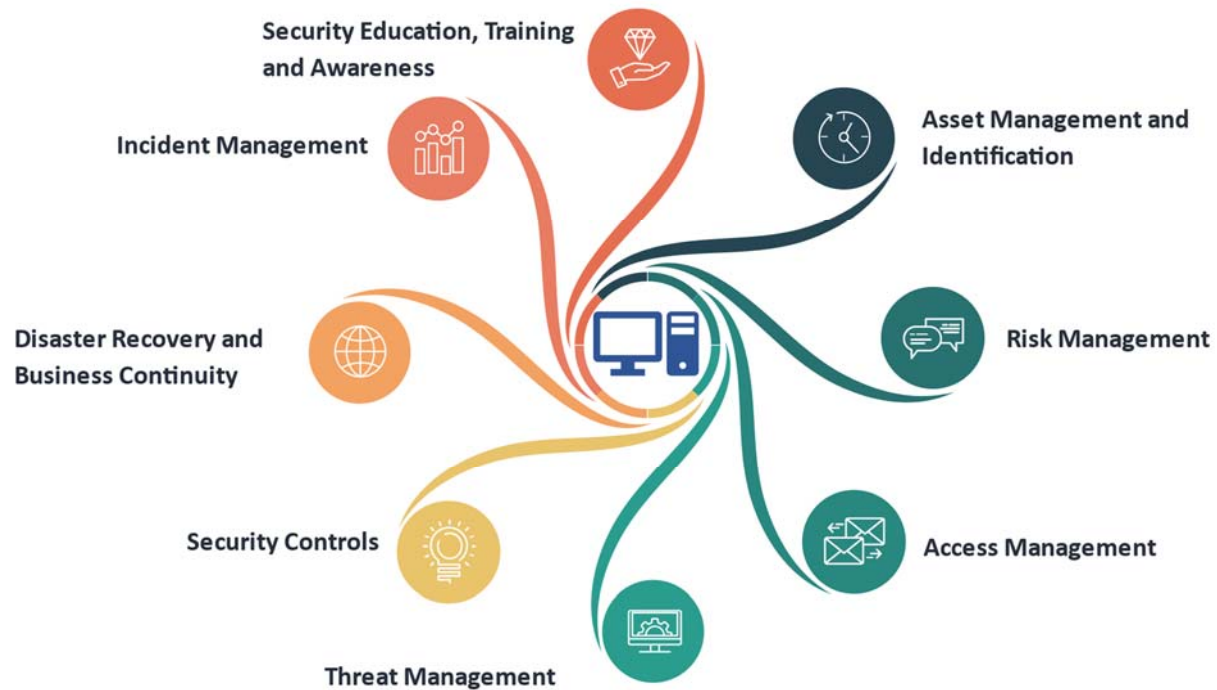 Security Education, Training
and Awareness
Asset Management and
Identification
Incident Management
Risk Management
Disaster Recovery and
Business Continuity
Access Management
Security Controls
Threat Management